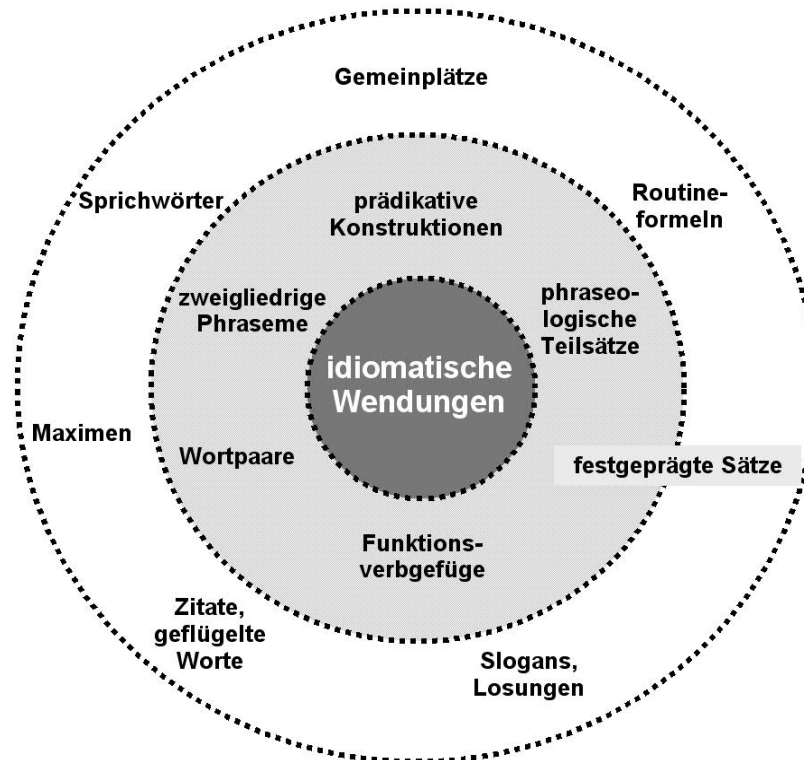 Gemeinplätze
Sprichwörter
prädikative
Konstruktionen
Routine-
formeln
zweigliedrige
Phraseme
phraseo-
logische
Teilsätze
idiomatische
Wendungen
Maximen
Wortpaare
festgeprägte Sätze
Funktions-
verbgefüge
Zitate,
geflügelte
Worte
Slogans,
Losungen